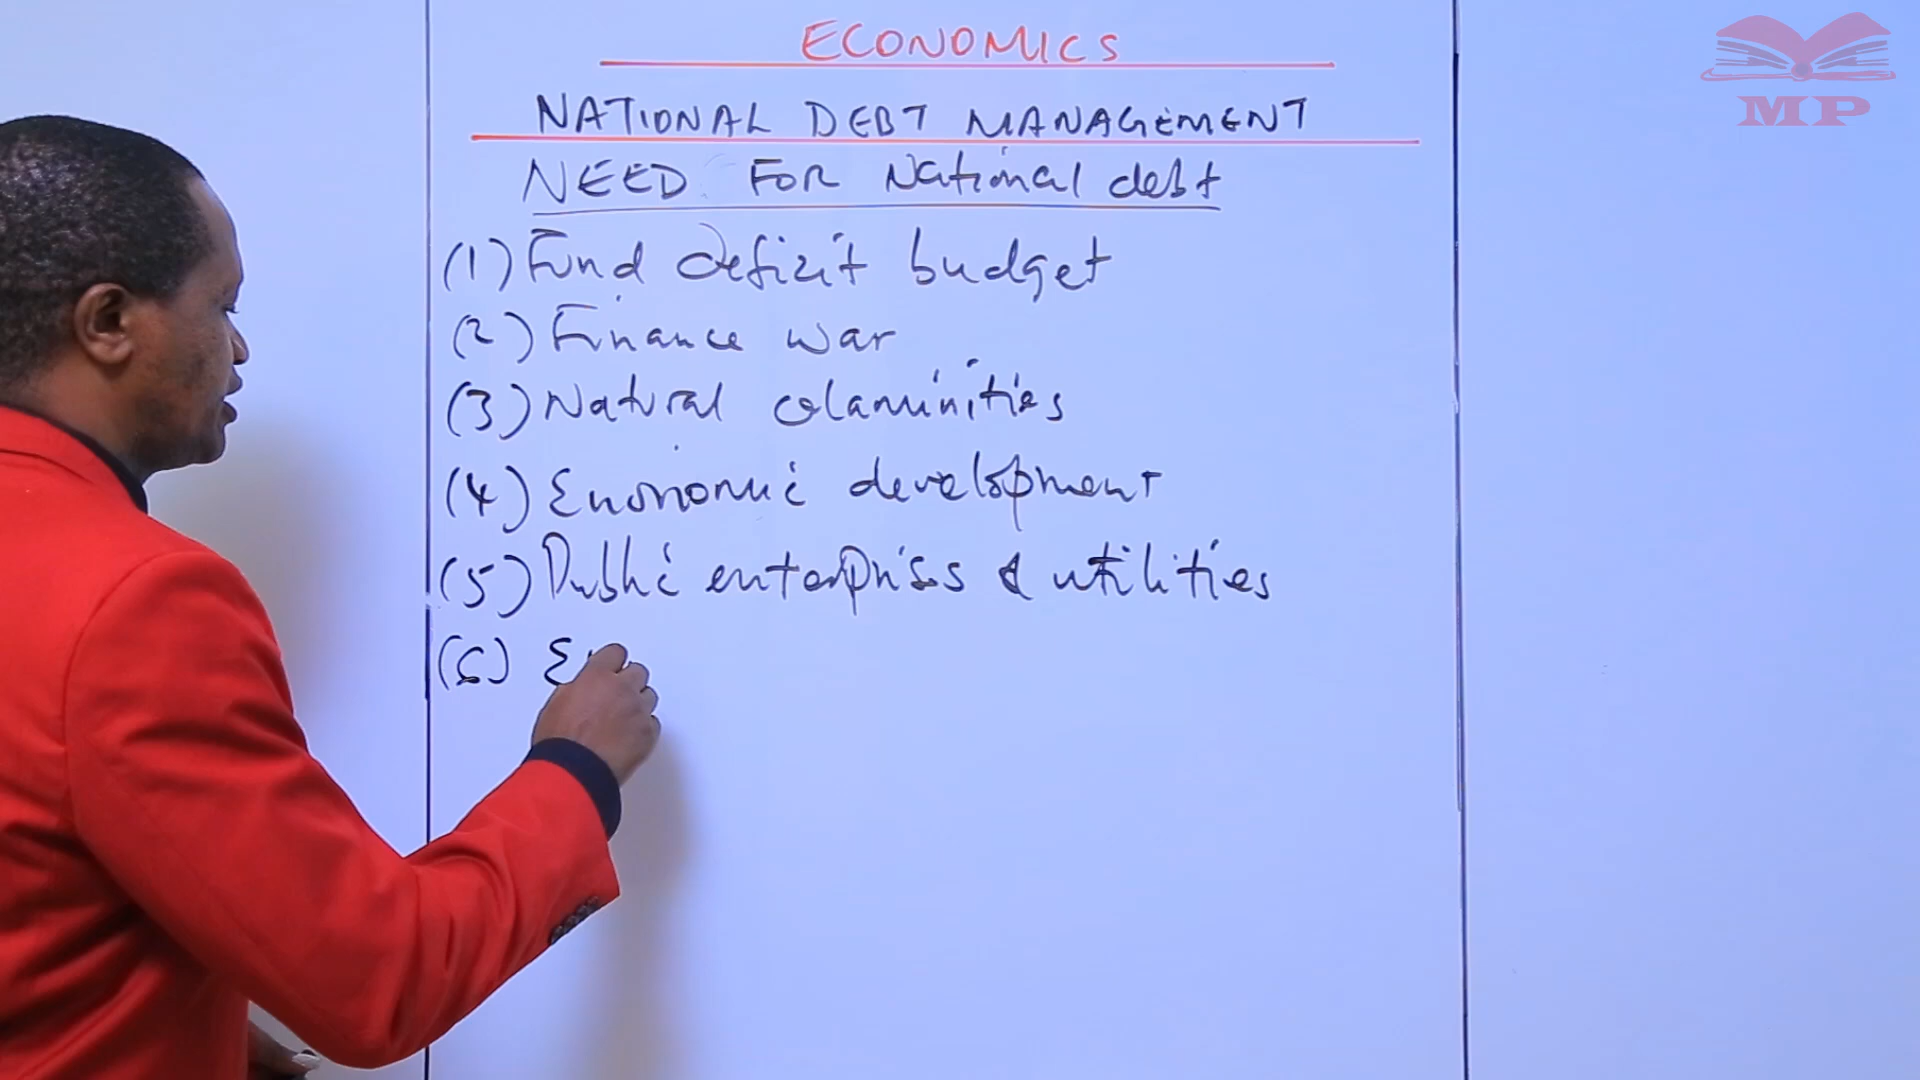 ECONOMICS
MP
NATIONAL DEBT MANAGEMENT
NEED FOR National debt
(1) Fund deficit budget
(2) Finance war
(3) Natural calaminities
(4) Economic development
(5) Public enterprises & utilities
(6) E